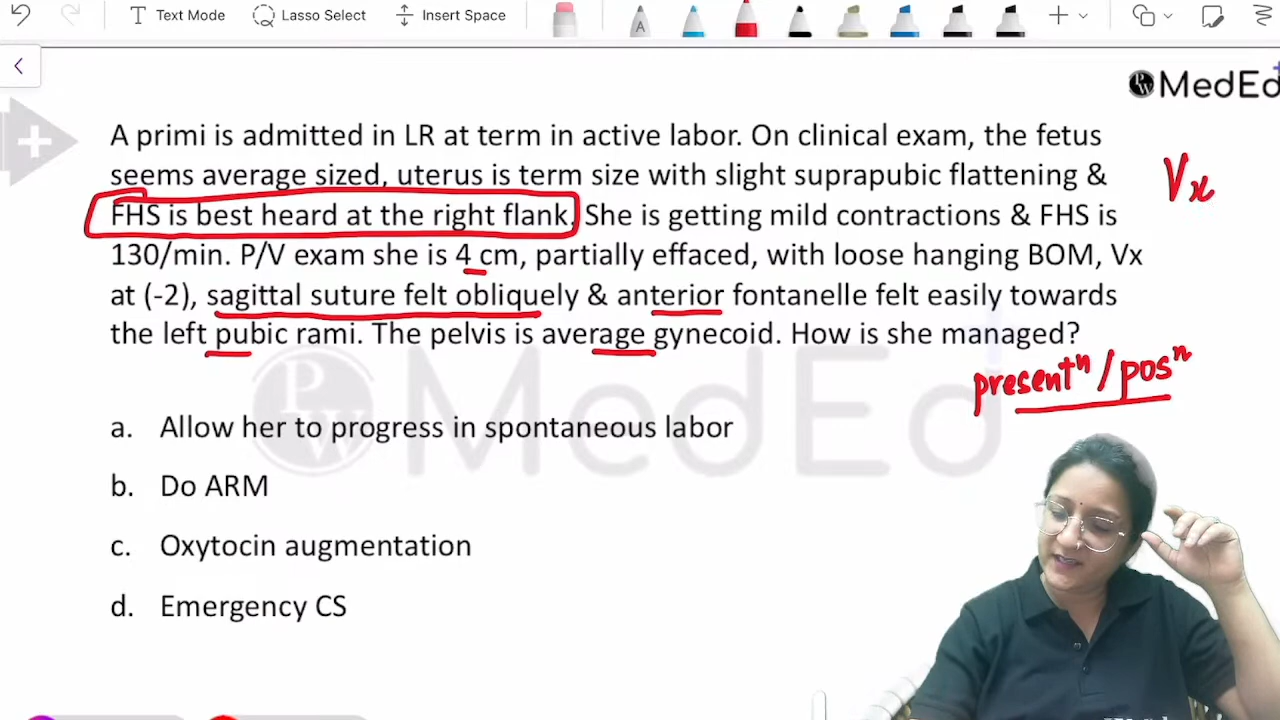 Text Mode Lasso Select Insert Space
A
PW MedEd
A primi is admitted in LR at term in active labor. On clinical exam, the fetus
seems average sized, uterus is term size with slight suprapubic flattening &
Vx
FHS is best heard at the right flank. She is getting mild contractions & FHS is
130/min. P/V exam she is 4 cm, partially effaced, with loose hanging BOM, Vx
at (-2), sagittal suture felt obliquely & anterior fontanelle felt easily towards
the left pubic rami. The pelvis is average gynecoid. How is she managed?
presentⁿ/posⁿ
PW MedEd
a. Allow her to progress in spontaneous labor
b. Do ARM
c. Oxytocin augmentation
d. Emergency CS